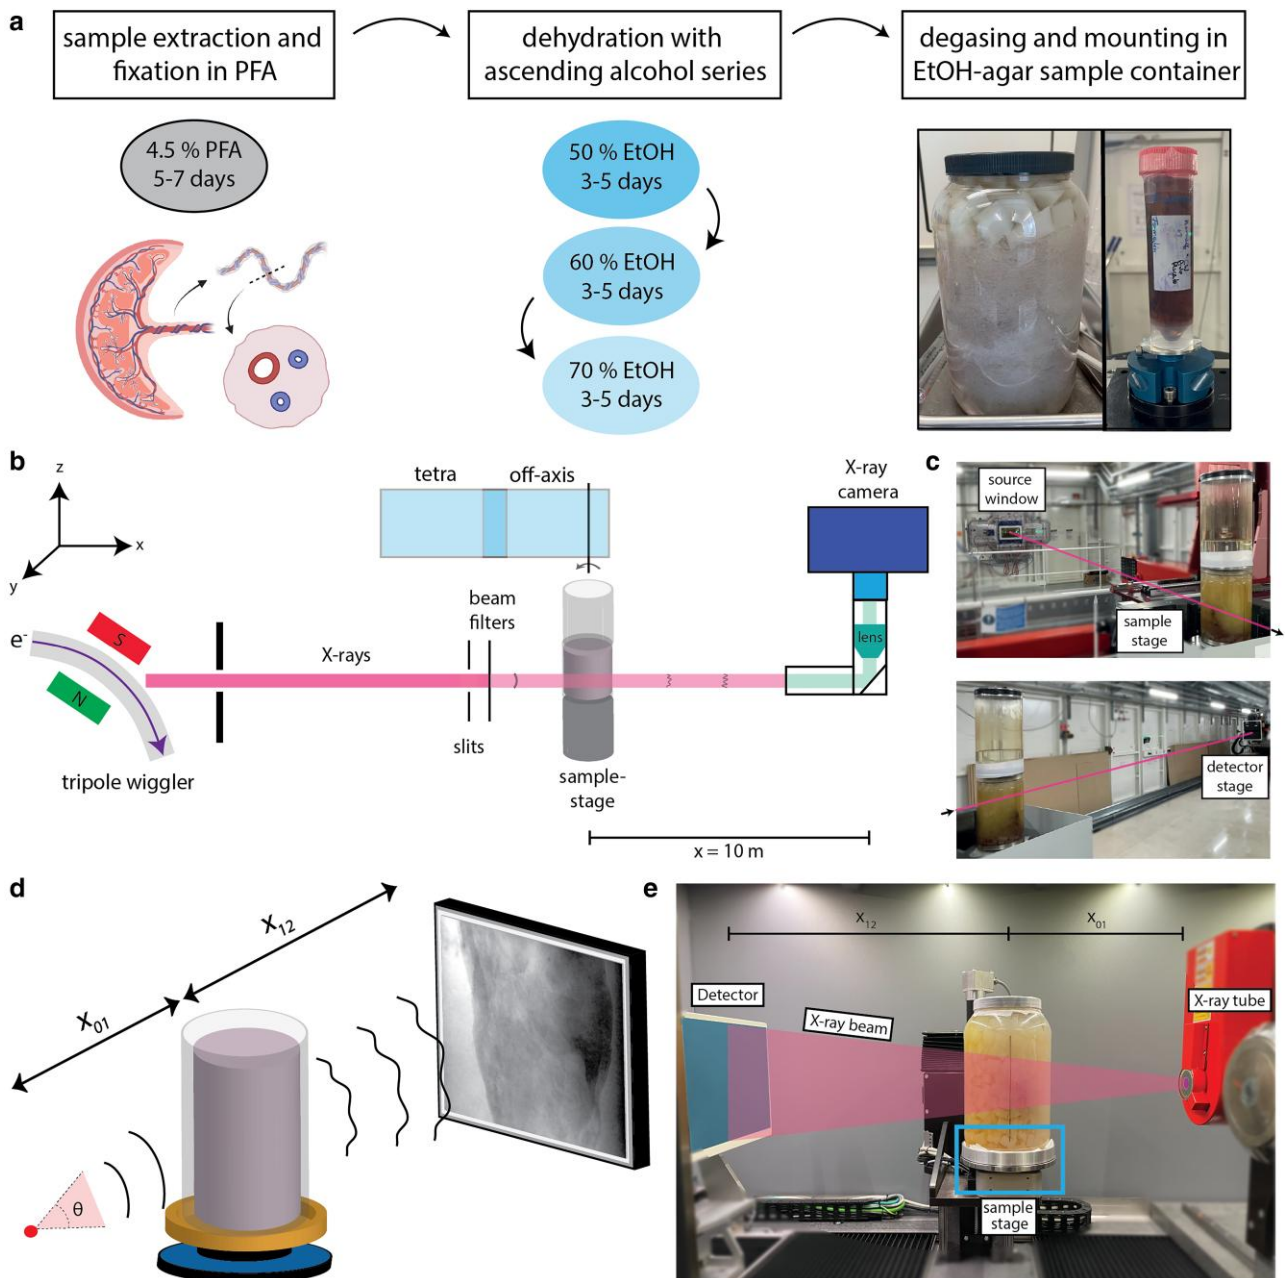 a
sample extraction and
fixation in PFA
dehydration with
ascending alcohol series
degasing and mounting in
EtOH-agar sample container
4.5 % PFA
5-7 days
50 % EtOH
3-5 days
60 % EtOH
3-5 days
70 % EtOH
3-5 days
b
z
x
y
tetra
off-axis
X-ray
camera
beam
filters
lens
e-
S
N
X-rays
slits
tripole wiggler
sample-
stage
x = 10 m
c
source
window
sample
stage
detector
stage
d
X01
X12
θ
e
X12
X01
Detector
X-ray beam
X-ray tube
sample
stage